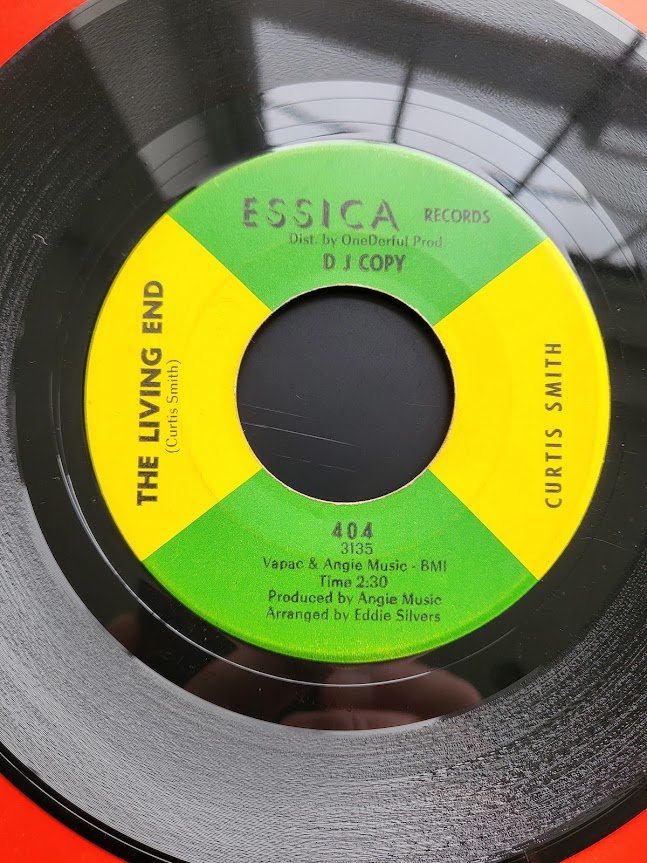 ESSICA RECORDS
Dist. by OneDerful Prod.
D J COPY
THE LIVING END
(Curtis Smith)
CURTIS SMITH
404
3135
Vapac & Angie Music - BMI
Time 2:30
Produced by Angie Music
Arranged by Eddie Silvers